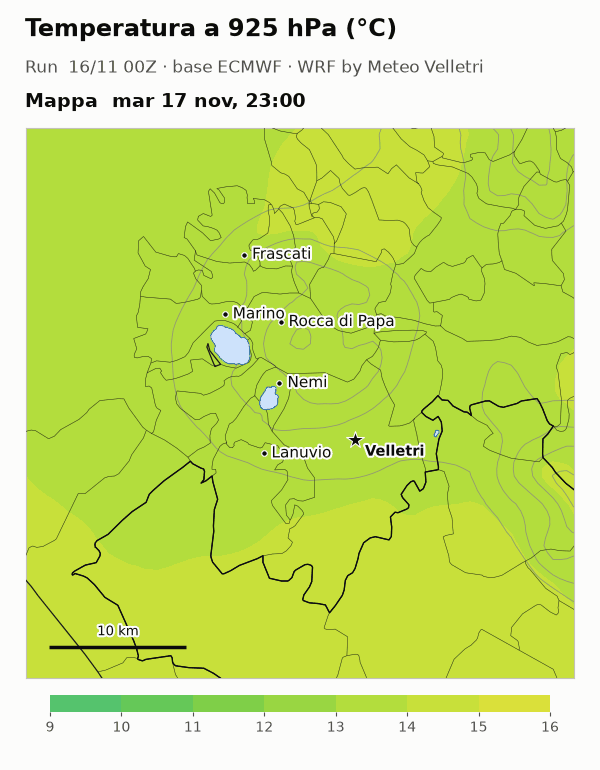 Temperatura a 925 hPa (°C)
Run  16/11 00Z · base ECMWF · WRF by Meteo Velletri
Mappa  mar 17 nov, 23:00
Frascati
Marino
Rocca di Papa
Nemi
Velletri
Lanuvio
10 km
9 10 11 12 13 14 15 16